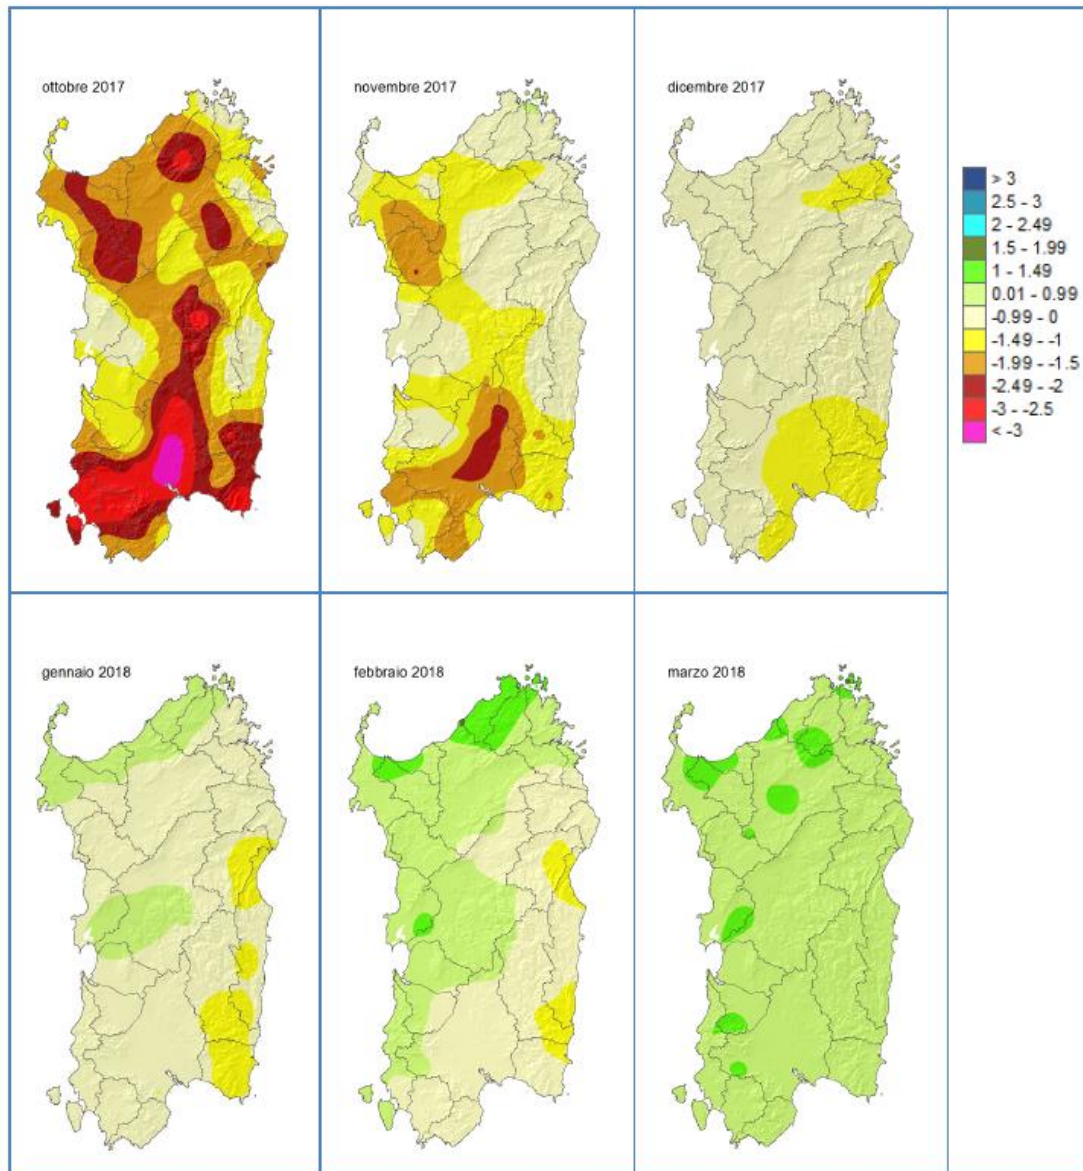 ottobre 2017
novembre 2017
dicembre 2017
> 3
2.5 - 3
2 - 2.49
1.5 - 1.99
1 - 1.49
0.01 - 0.99
-0.99 - 0
-1.49 - -1
-1.99 - -1.5
-2.49 - -2
-3 - -2.5
< -3
gennaio 2018
febbraio 2018
marzo 2018